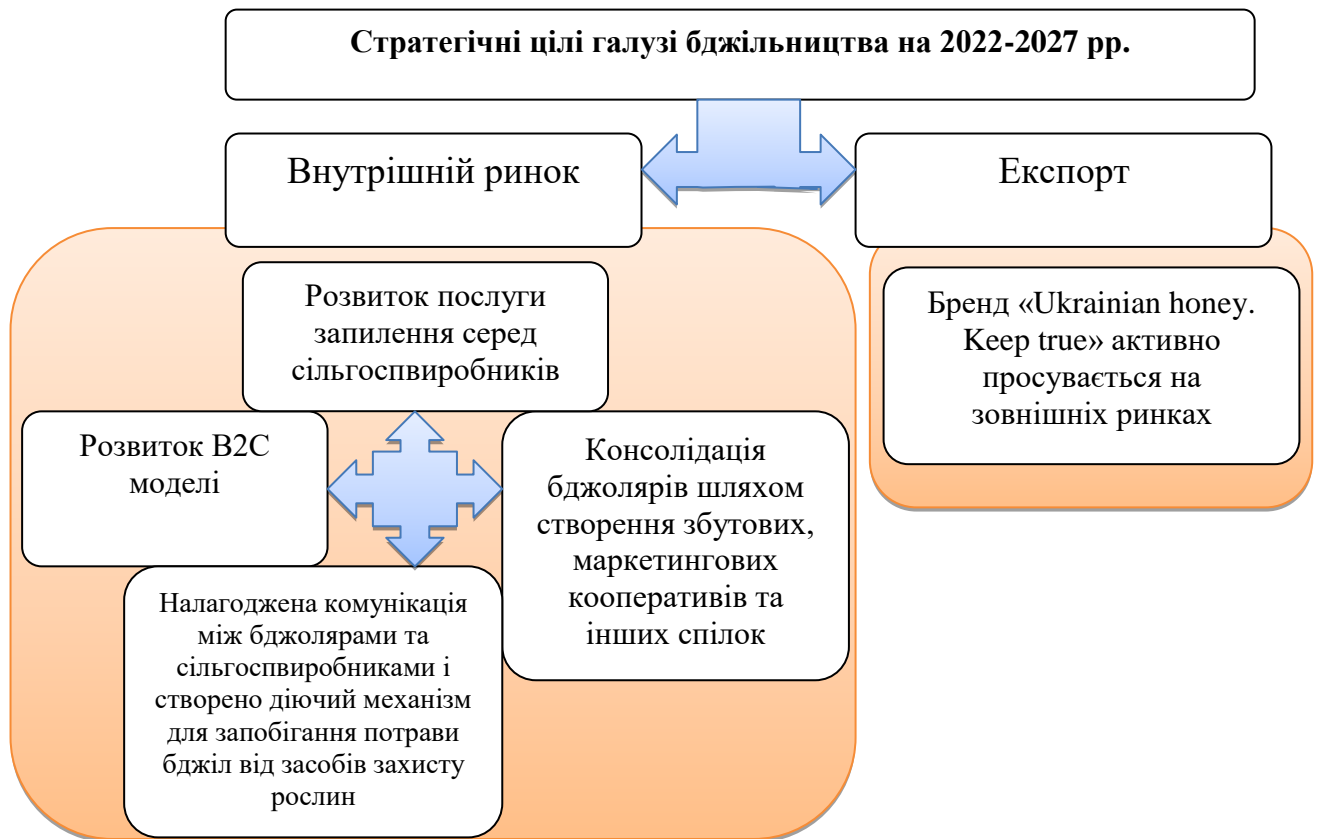 Стратегічні цілі галузі бджільництва на 2022-2027 рр.
Внутрішній ринок
Експорт
Розвиток послуги
запилення серед
сільгоспвиробників
Розвиток B2C
моделі
Консолідація
бджолярів шляхом
створення збутових,
маркетингових
кооперативів та
інших спілок
Налагоджена комунікація
між бджолярами та
сільгоспвиробниками і
створено діючий механізм
для запобігання потрави
бджіл від засобів захисту
рослин
Бренд «Ukrainian honey.
Keep true» активно
просувається на
зовнішніх ринках